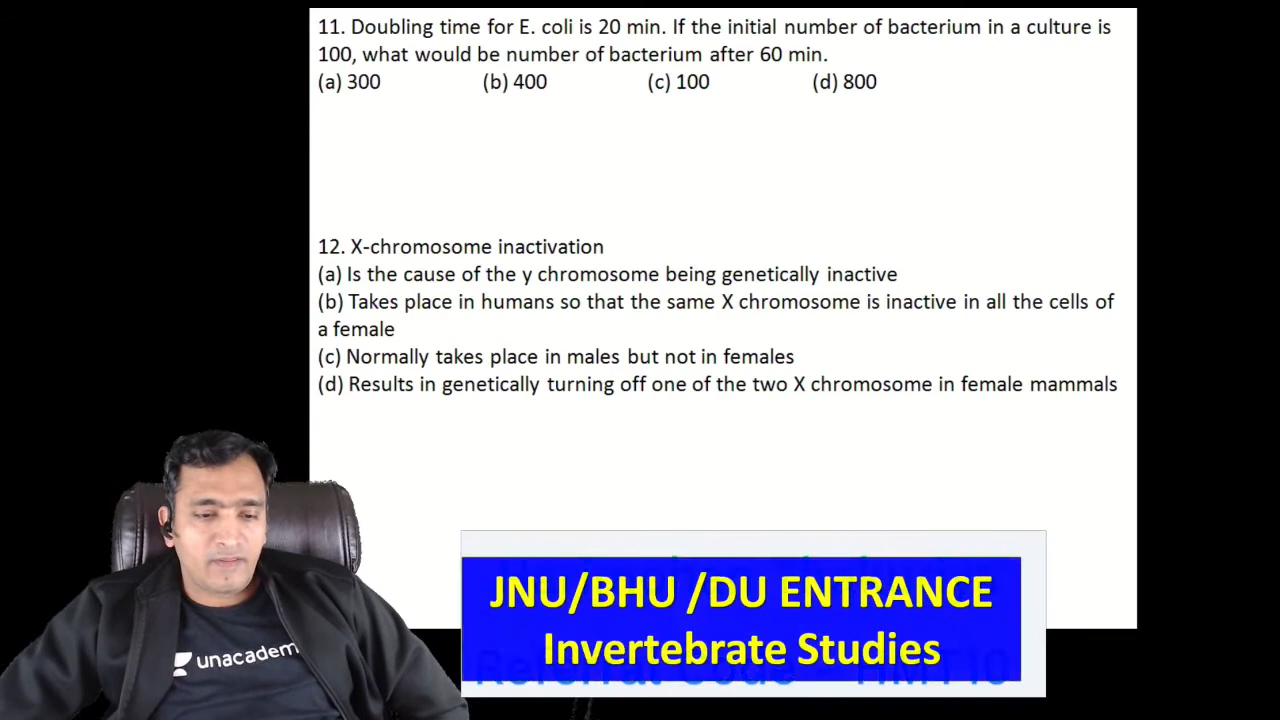 11. Doubling time for E. coli is 20 min. If the initial number of bacterium in a culture is
100, what would be number of bacterium after 60 min.
(a) 300 (b) 400 (c) 100 (d) 800
12. X-chromosome inactivation
(a) Is the cause of the y chromosome being genetically inactive
(b) Takes place in humans so that the same X chromosome is inactive in all the cells of
a female
(c) Normally takes place in males but not in females
(d) Results in genetically turning off one of the two X chromosome in female mammals
unacadem
JNU/BHU /DU ENTRANCE
Invertebrate Studies